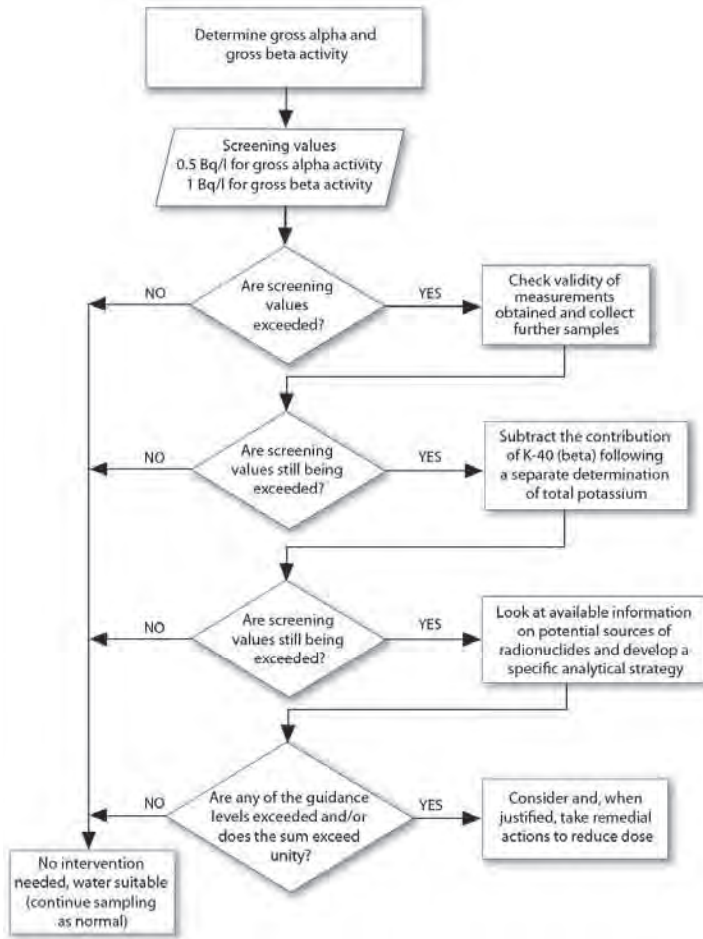 Determine gross alpha and
gross beta activity
Screening values
0.5 Bq/l for gross alpha activity
1 Bq/l for gross beta activity
NO
Are screening
values
exceeded?
YES
Check validity of
measurements
obtained and collect
further samples
NO
Are screening
values still being
exceeded?
YES
Subtract the contribution
of K-40 (beta) following
a separate determination
of total potassium
NO
Are screening
values still being
exceeded?
YES
Look at available information
on potential sources of
radionuclides and develop a
specific analytical strategy
NO
Are any of the guidance
levels exceeded and/or
does the sum exceed
unity?
YES
Consider and, when
justified, take remedial
actions to reduce dose
No intervention
needed, water suitable
(continue sampling
as normal)